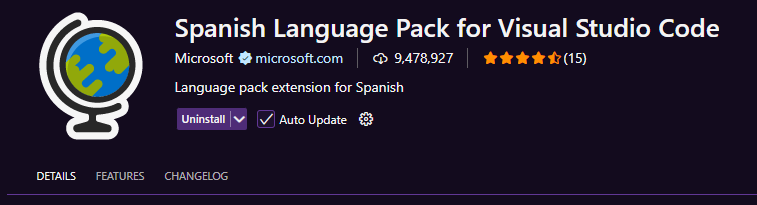 Spanish Language Pack for Visual Studio Code
Microsoft microsoft.com 9,478,927 (15)
Language pack extension for Spanish
Uninstall Auto Update
DETAILS FEATURES CHANGELOG